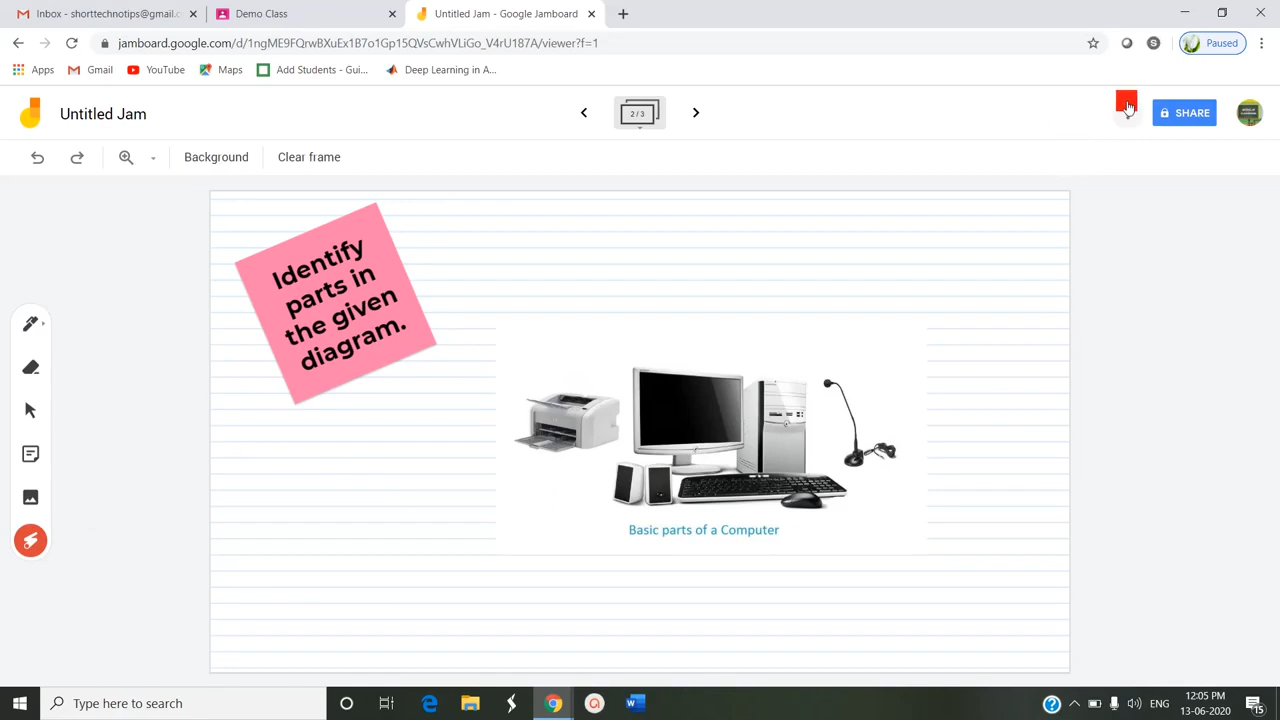 Inbox - shorttechnotips@gmail.c
Demo Class
Untitled Jam - Google Jamboard
jamboard.google.com/d/1ngME9FQrwBXuEx1B7o1Gp15QVsCwhYLiGo_V4rU187A/viewer?f=1
Paused
Apps
Gmail
YouTube
Maps
Add Students - Gui...
Deep Learning in A...
Untitled Jam
2 / 3
SHARE
Background
Clear frame
Identify
parts in
the given
diagram.
Basic parts of a Computer
Type here to search
ENG
12:05 PM
13-06-2020
15